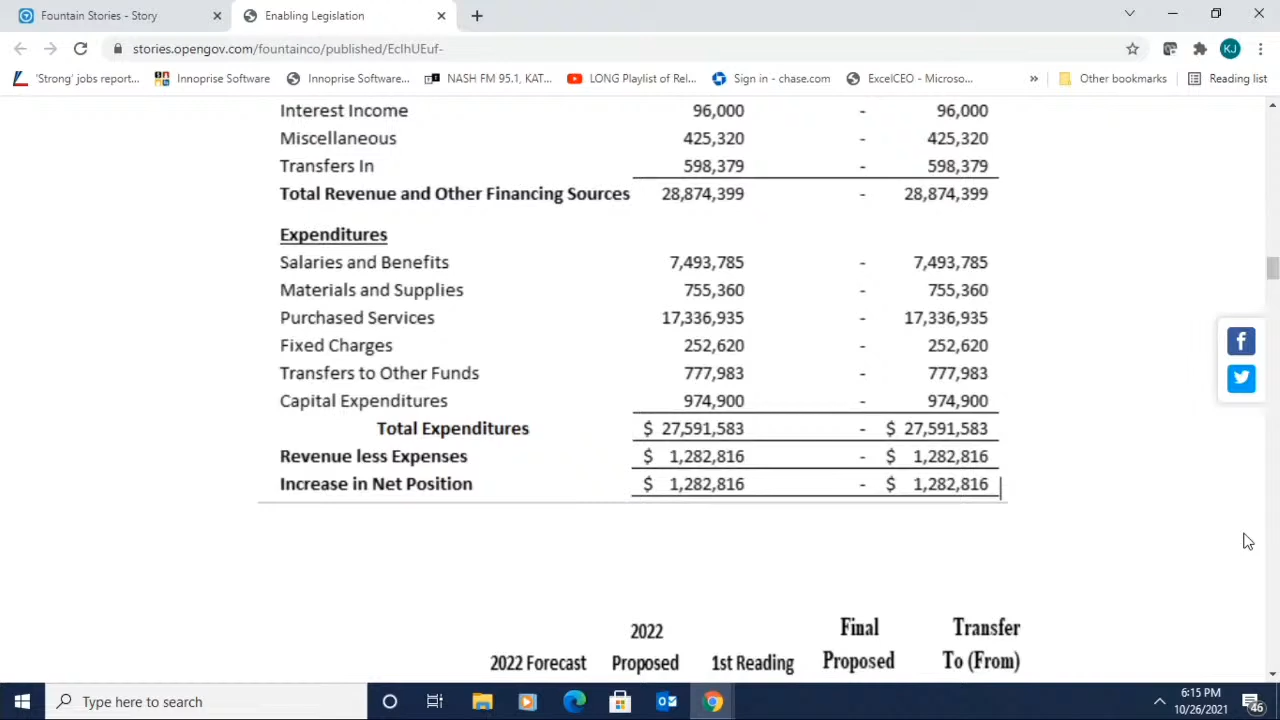 Fountain Stories - Story
Enabling Legislation
stories.opengov.com/fountainco/published/EclhUEuf-
KJ
'Strong' jobs report...
Innoprise Software
Innoprise Software...
NASH FM 95.1, KAT...
LONG Playlist of Rel...
Sign in - chase.com
ExcelCEO - Microso...
»
Other bookmarks
Reading list
Interest Income 96,000 - 96,000
Miscellaneous 425,320 - 425,320
Transfers In 598,379 - 598,379
Total Revenue and Other Financing Sources 28,874,399 - 28,874,399
Expenditures
Salaries and Benefits 7,493,785 - 7,493,785
Materials and Supplies 755,360 - 755,360
Purchased Services 17,336,935 - 17,336,935
Fixed Charges 252,620 - 252,620
Transfers to Other Funds 777,983 - 777,983
Capital Expenditures 974,900 - 974,900
Total Expenditures $ 27,591,583 - $ 27,591,583
Revenue less Expenses $ 1,282,816 - $ 1,282,816
Increase in Net Position $ 1,282,816 - $ 1,282,816
2022 Final Transfer
2022 Forecast Proposed 1st Reading Proposed To (From)
Type here to search
6:15 PM
10/26/2021
46